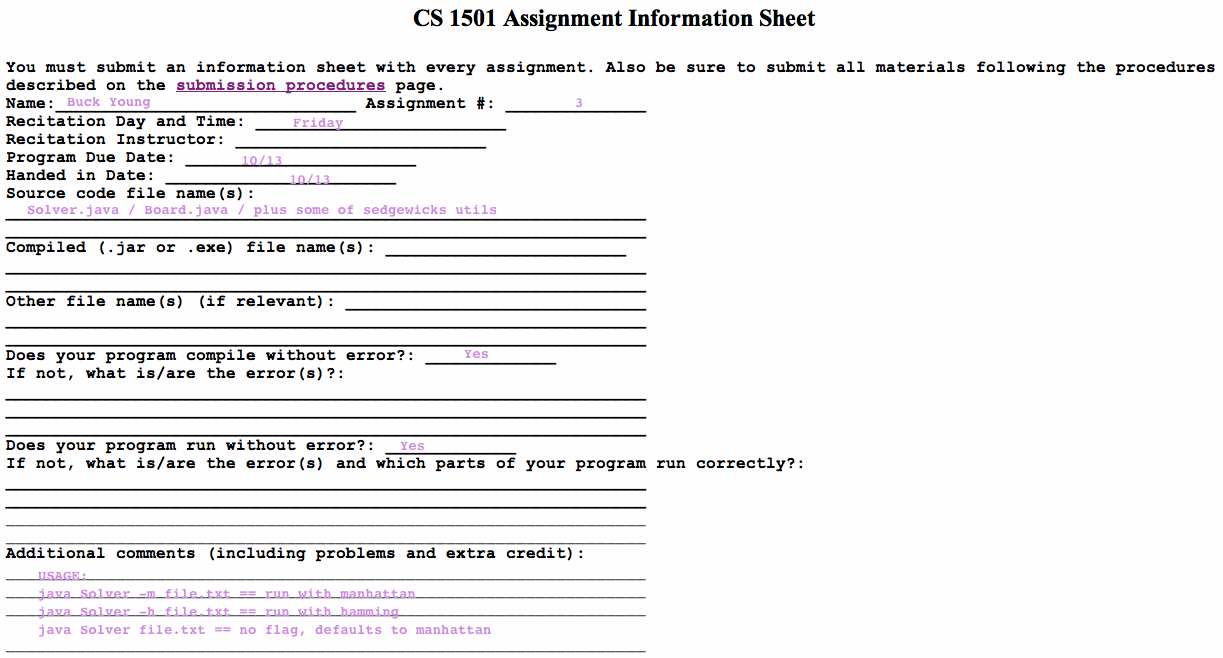 CS 1501 Assignment Information Sheet
You must submit an information sheet with every assignment. Also be sure to submit all materials following the procedures
described on the submission procedures page.
Name: Buck Young Assignment #: 3
Recitation Day and Time: Friday
Recitation Instructor:
Program Due Date: 10/13
Handed in Date: 10/13
Source code file name(s):
Solver.java / Board.java / plus some of sedgewicks utils
Compiled (.jar or .exe) file name(s):
Other file name(s) (if relevant):
Does your program compile without error?: Yes
If not, what is/are the error(s)?:
Does your program run without error?: Yes
If not, what is/are the error(s) and which parts of your program run correctly?:
Additional comments (including problems and extra credit):
USAGE:
java Solver -m file.txt == run with manhattan
java Solver -h file.txt == run with hamming
java Solver file.txt == no flag, defaults to manhattan